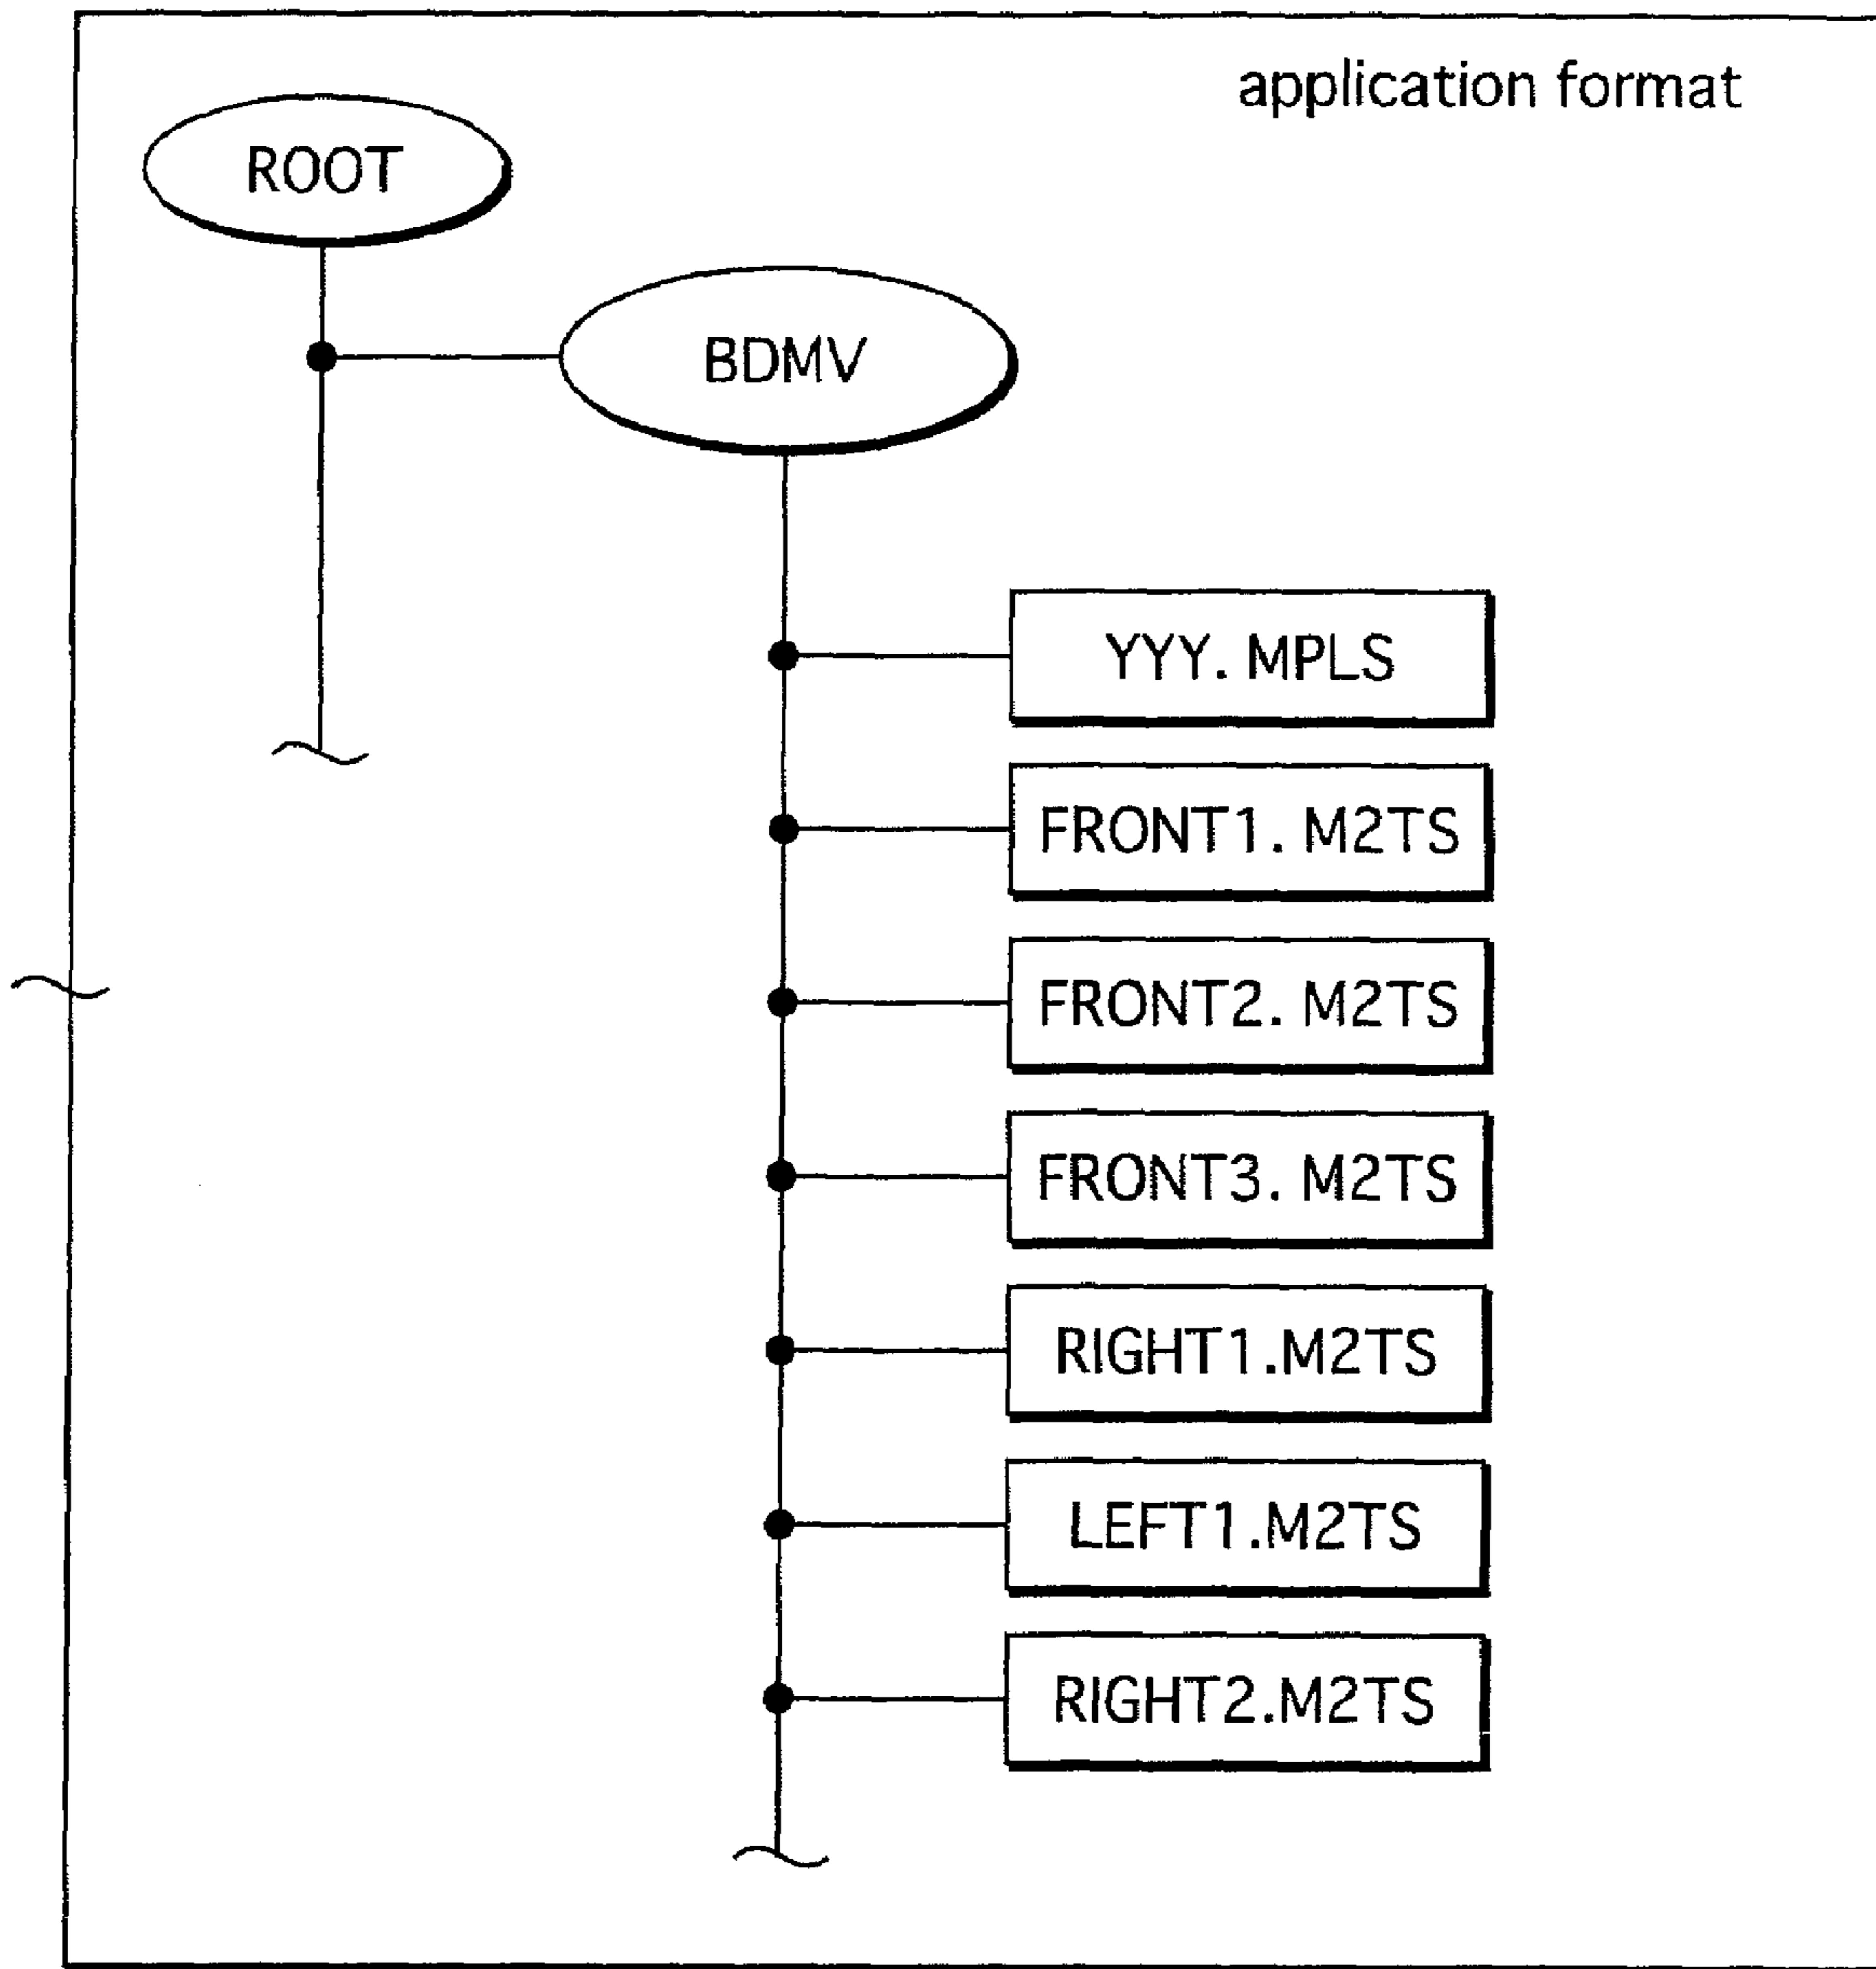 application format
ROOT
BDMV
YYY. MPLS
FRONT1. M2TS
FRONT2. M2TS
FRONT3. M2TS
RIGHT1.M2TS
LEFT1.M2TS
RIGHT2.M2TS